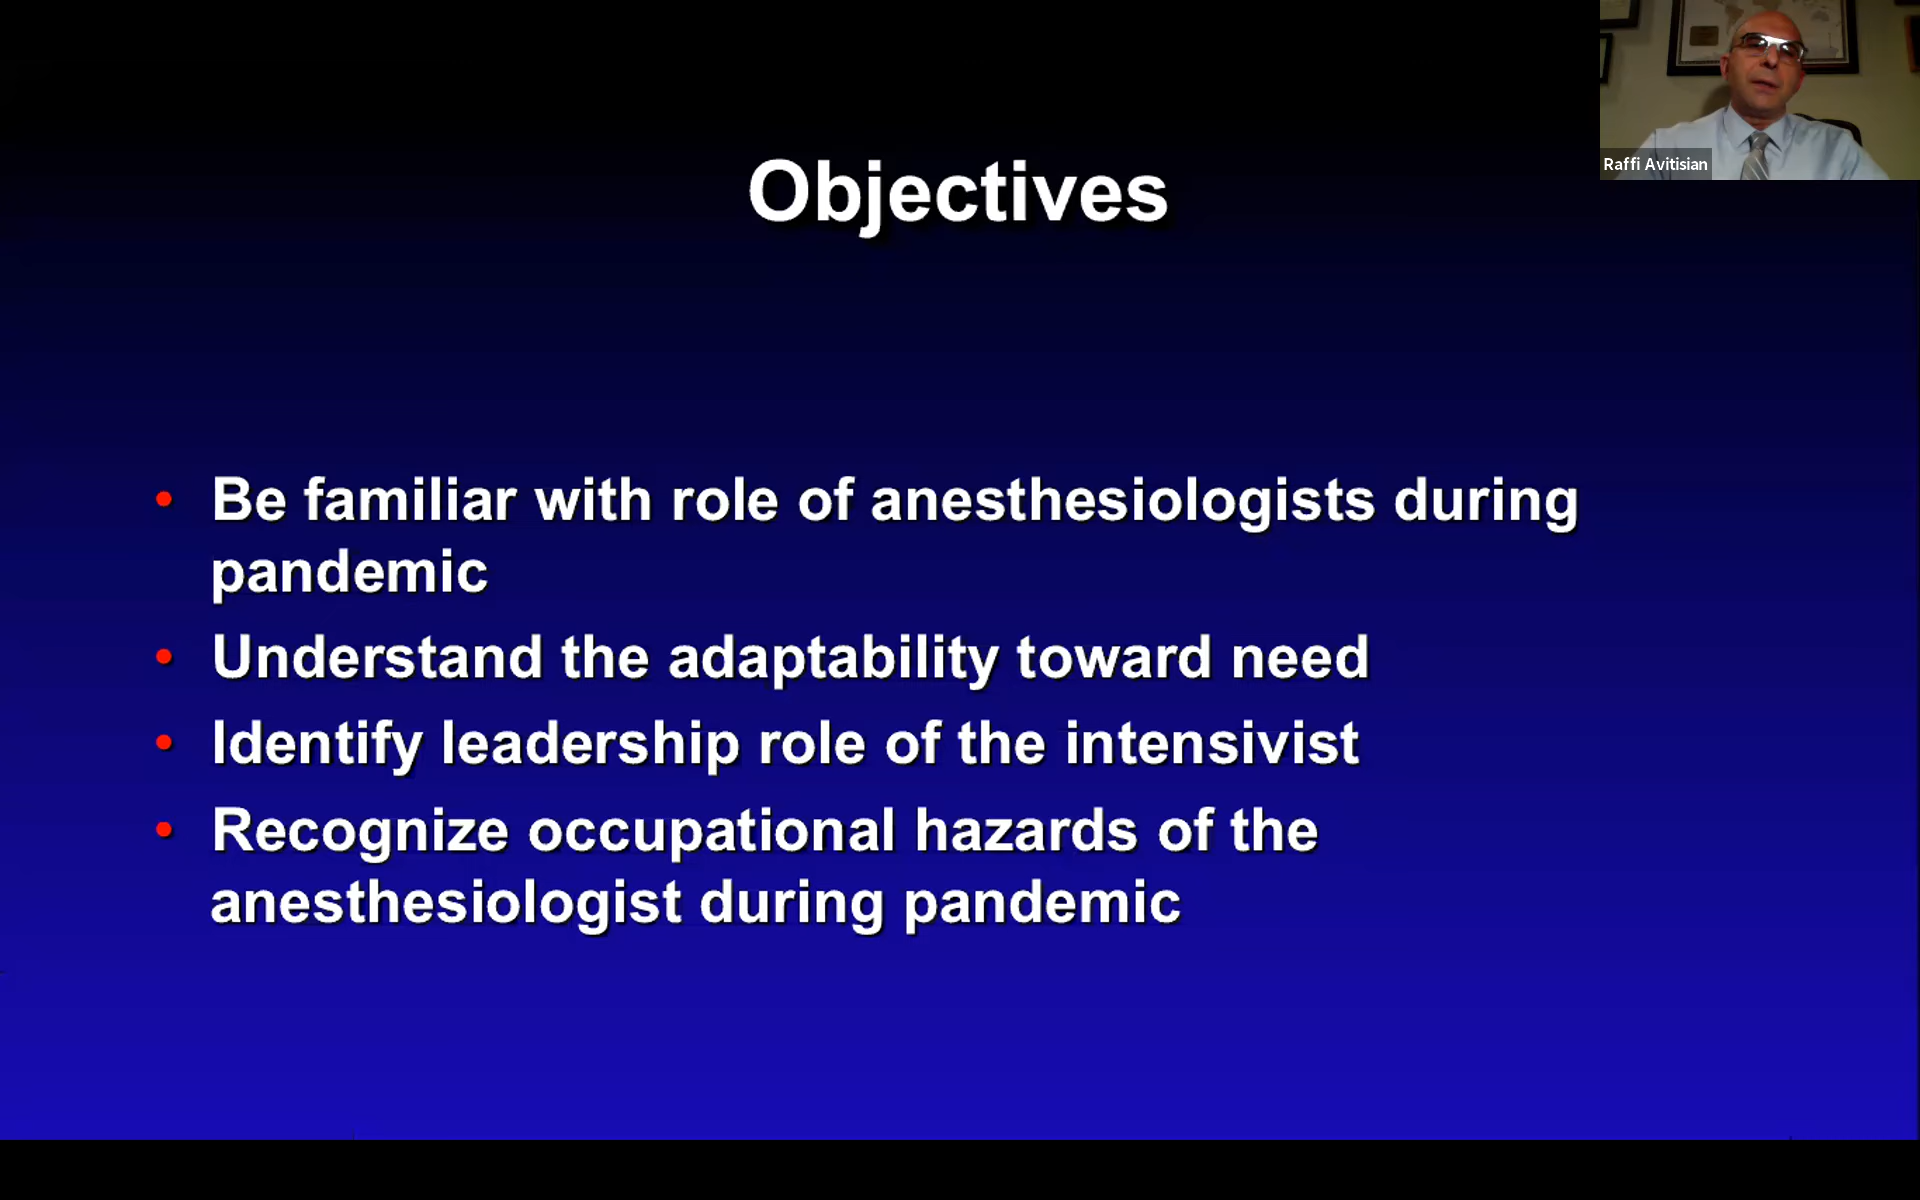 Objectives
Raffi Avitisian
• Be familiar with role of anesthesiologists during
pandemic
• Understand the adaptability toward need
• Identify leadership role of the intensivist
• Recognize occupational hazards of the
anesthesiologist during pandemic